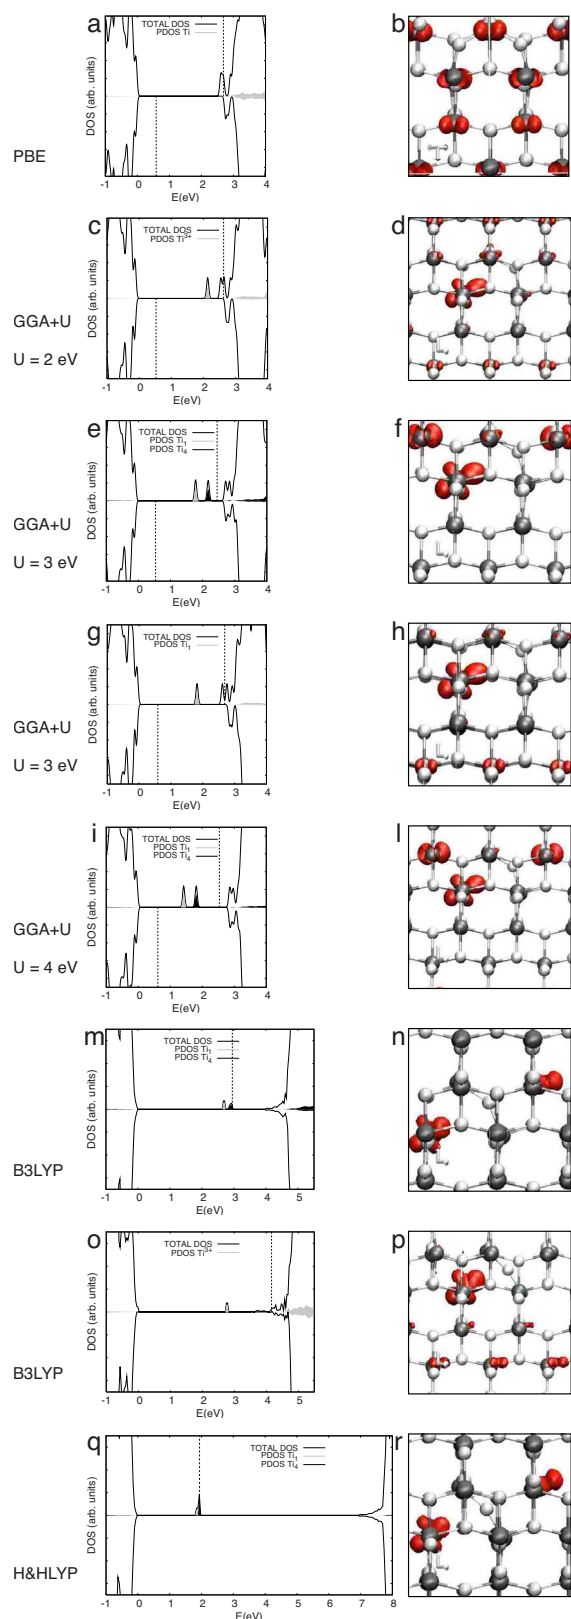 a
b
TOTAL DOS
PDOS Ti
DOS (arb. units)
-1 0 1 2 3 4
E(eV)
PBE
c
d
TOTAL DOS
PDOS Ti3+
DOS (arb. units)
-1 0 1 2 3 4
E(eV)
GGA+U
U = 2 eV
e
f
TOTAL DOS
PDOS Ti1
PDOS Ti4
DOS (arb. units)
-1 0 1 2 3 4
E(eV)
GGA+U
U = 3 eV
g
h
TOTAL DOS
PDOS Ti1
DOS (arb. units)
-1 0 1 2 3 4
E(eV)
GGA+U
U = 3 eV
i
l
TOTAL DOS
PDOS Ti1
PDOS Ti4
DOS (arb. units)
-1 0 1 2 3 4
E(eV)
GGA+U
U = 4 eV
m
n
TOTAL DOS
PDOS Ti1
PDOS Ti4
DOS (arb. units)
-1 0 1 2 3 4 5
E(eV)
B3LYP
o
p
TOTAL DOS
PDOS Ti3+
DOS (arb. units)
-1 0 1 2 3 4 5
E(eV)
B3LYP
q
r
TOTAL DOS
PDOS Ti1
PDOS Ti4
DOS (arb. units)
-1 0 1 2 3 4 5 6 7 8
E(eV)
H&HLYP